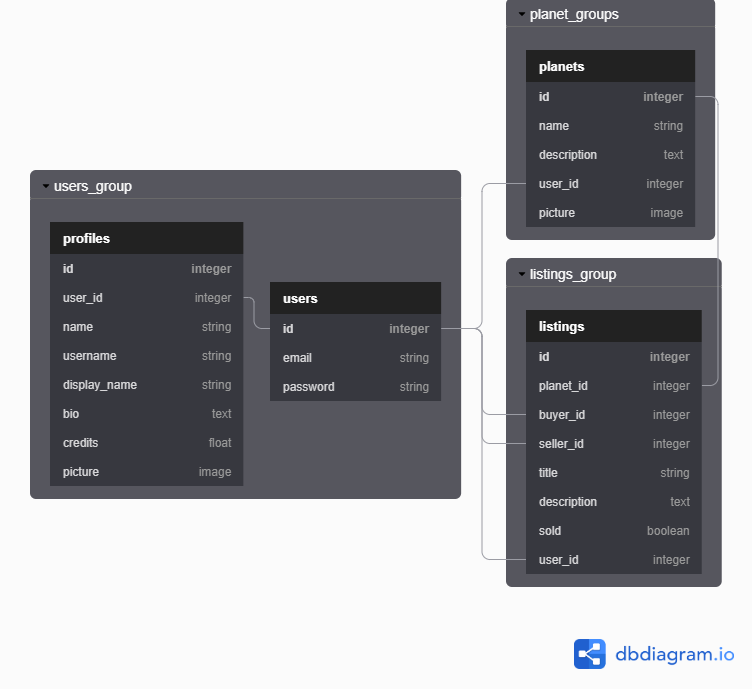 planet_groups
planets
id integer
name string
description text
user_id integer
picture image
users_group
profiles
id integer
user_id integer
name string
username string
display_name string
bio text
credits float
picture image
users
id integer
email string
password string
listings_group
listings
id integer
planet_id integer
buyer_id integer
seller_id integer
title string
description text
sold boolean
user_id integer
dbdiagram.io